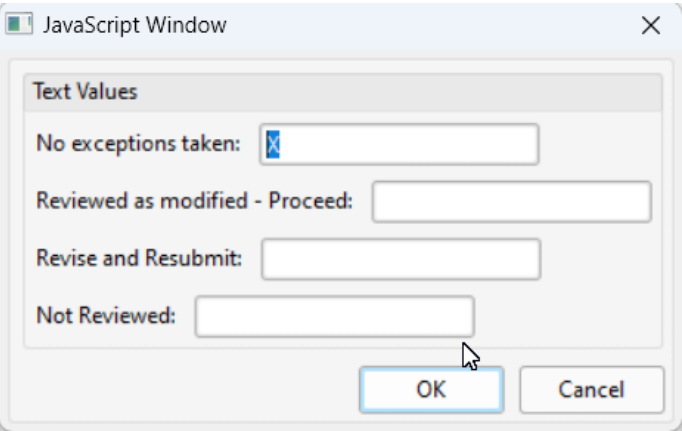 JavaScript Window
Text Values
No exceptions taken: X
Reviewed as modified - Proceed:
Revise and Resubmit:
Not Reviewed:
OK Cancel